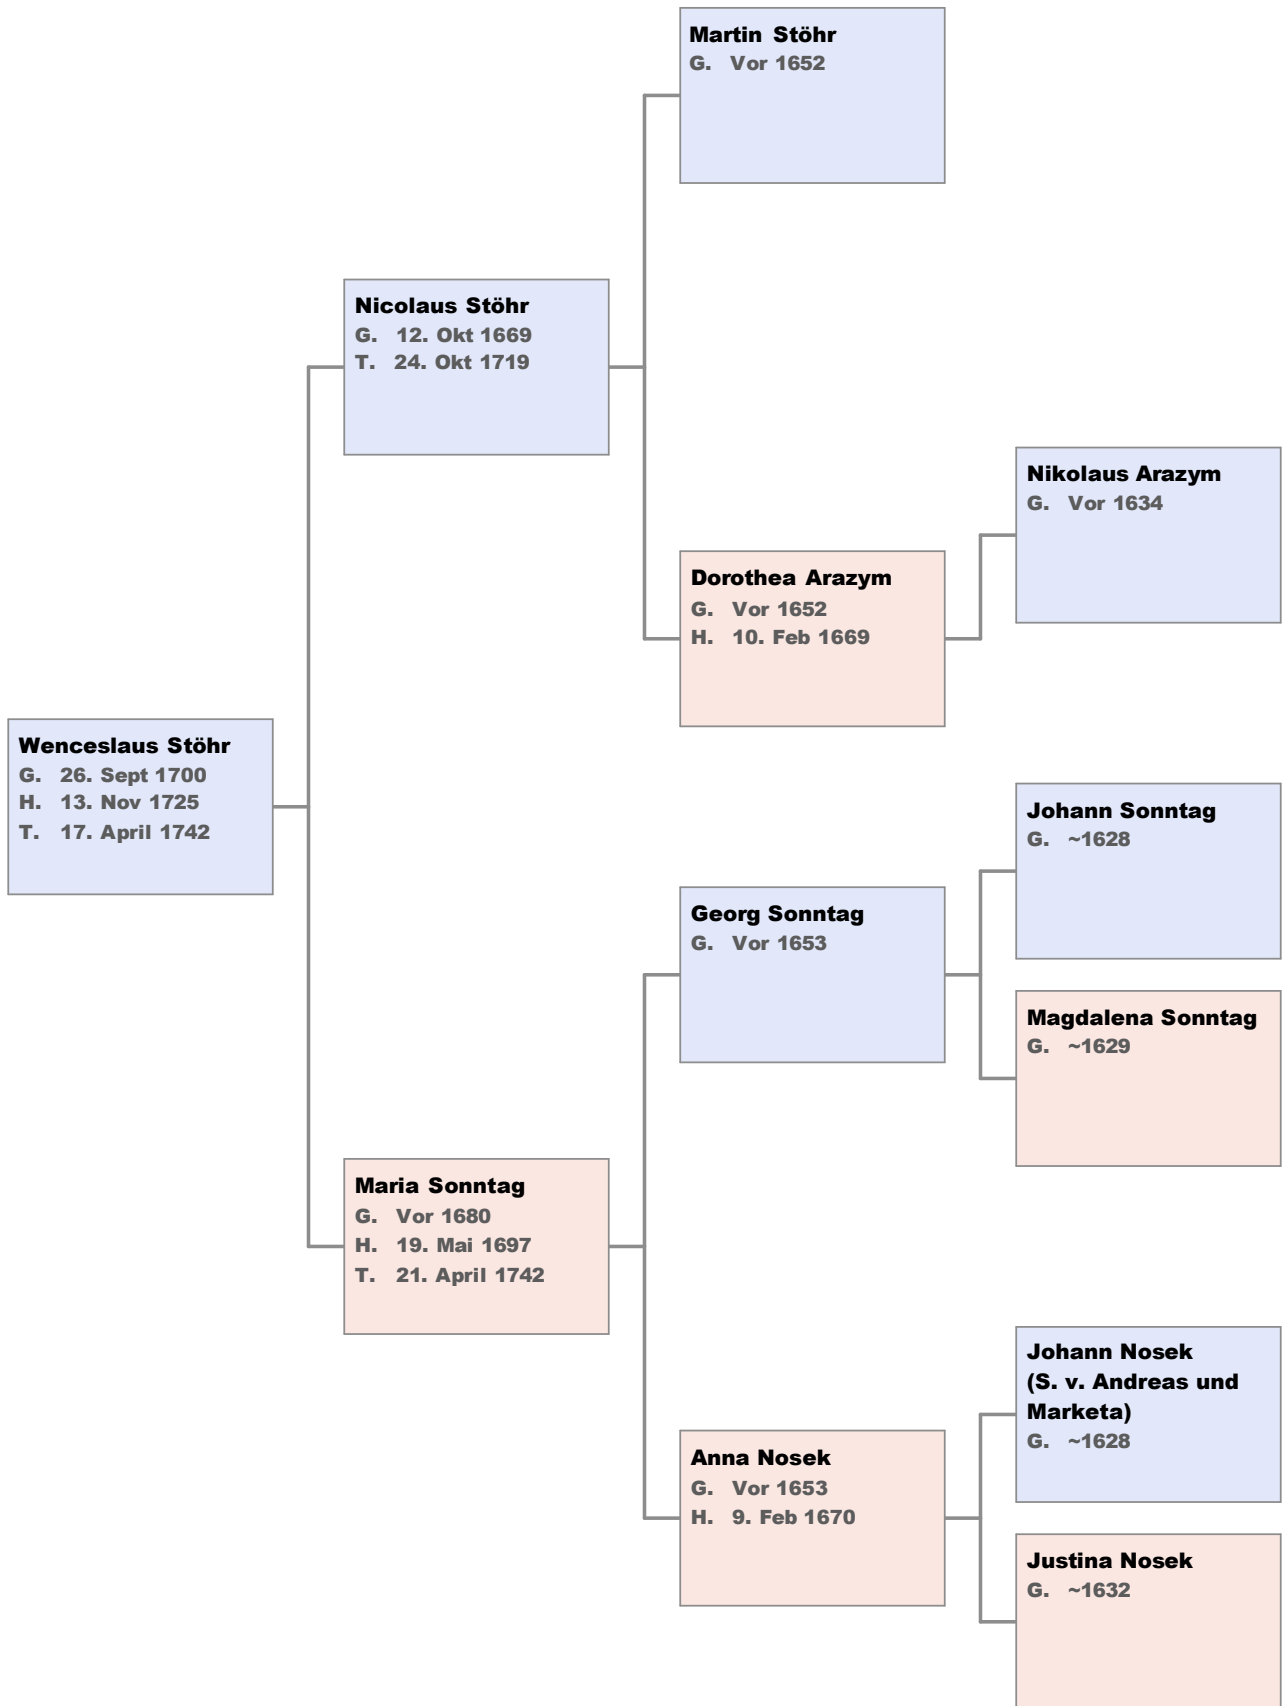 Martin Stöhr
G. Vor 1652
Nicolaus Stöhr
G. 12. Okt 1669
T. 24. Okt 1719
Nikolaus Arazym
G. Vor 1634
Dorothea Arazym
G. Vor 1652
H. 10. Feb 1669
Wenceslaus Stöhr
G. 26. Sept 1700
H. 13. Nov 1725
T. 17. April 1742
Johann Sonntag
G. ~1628
Georg Sonntag
G. Vor 1653
Magdalena Sonntag
G. ~1629
Maria Sonntag
G. Vor 1680
H. 19. Mai 1697
T. 21. April 1742
Johann Nosek
(S. v. Andreas und
Marketa)
G. ~1628
Anna Nosek
G. Vor 1653
H. 9. Feb 1670
Justina Nosek
G. ~1632